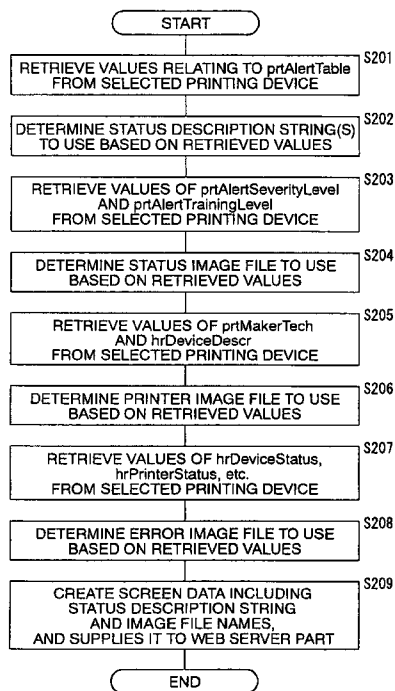 START
S201
RETRIEVE VALUES RELATING TO prtAlertTable
FROM SELECTED PRINTING DEVICE
S202
DETERMINE STATUS DESCRIPTION STRING(S)
TO USE BASED ON RETRIEVED VALUES
S203
RETRIEVE VALUES OF prtAlertSeverityLevel
AND prtAlertTrainingLevel
FROM SELECTED PRINTING DEVICE
S204
DETERMINE STATUS IMAGE FILE TO USE
BASED ON RETRIEVED VALUES
S205
RETRIEVE VALUES OF prtMakerTech
AND hrDeviceDescr
FROM SELECTED PRINTING DEVICE
S206
DETERMINE PRINTER IMAGE FILE TO USE
BASED ON RETRIEVED VALUES
S207
RETRIEVE VALUES OF hrDeviceStatus,
hrPrinterStatus, etc.
FROM SELECTED PRINTING DEVICE
S208
DETERMINE ERROR IMAGE FILE TO USE
BASED ON RETRIEVED VALUES
S209
CREATE SCREEN DATA INCLUDING
STATUS DESCRIPTION STRING
AND IMAGE FILE NAMES,
AND SUPPLIES IT TO WEB SERVER PART
END